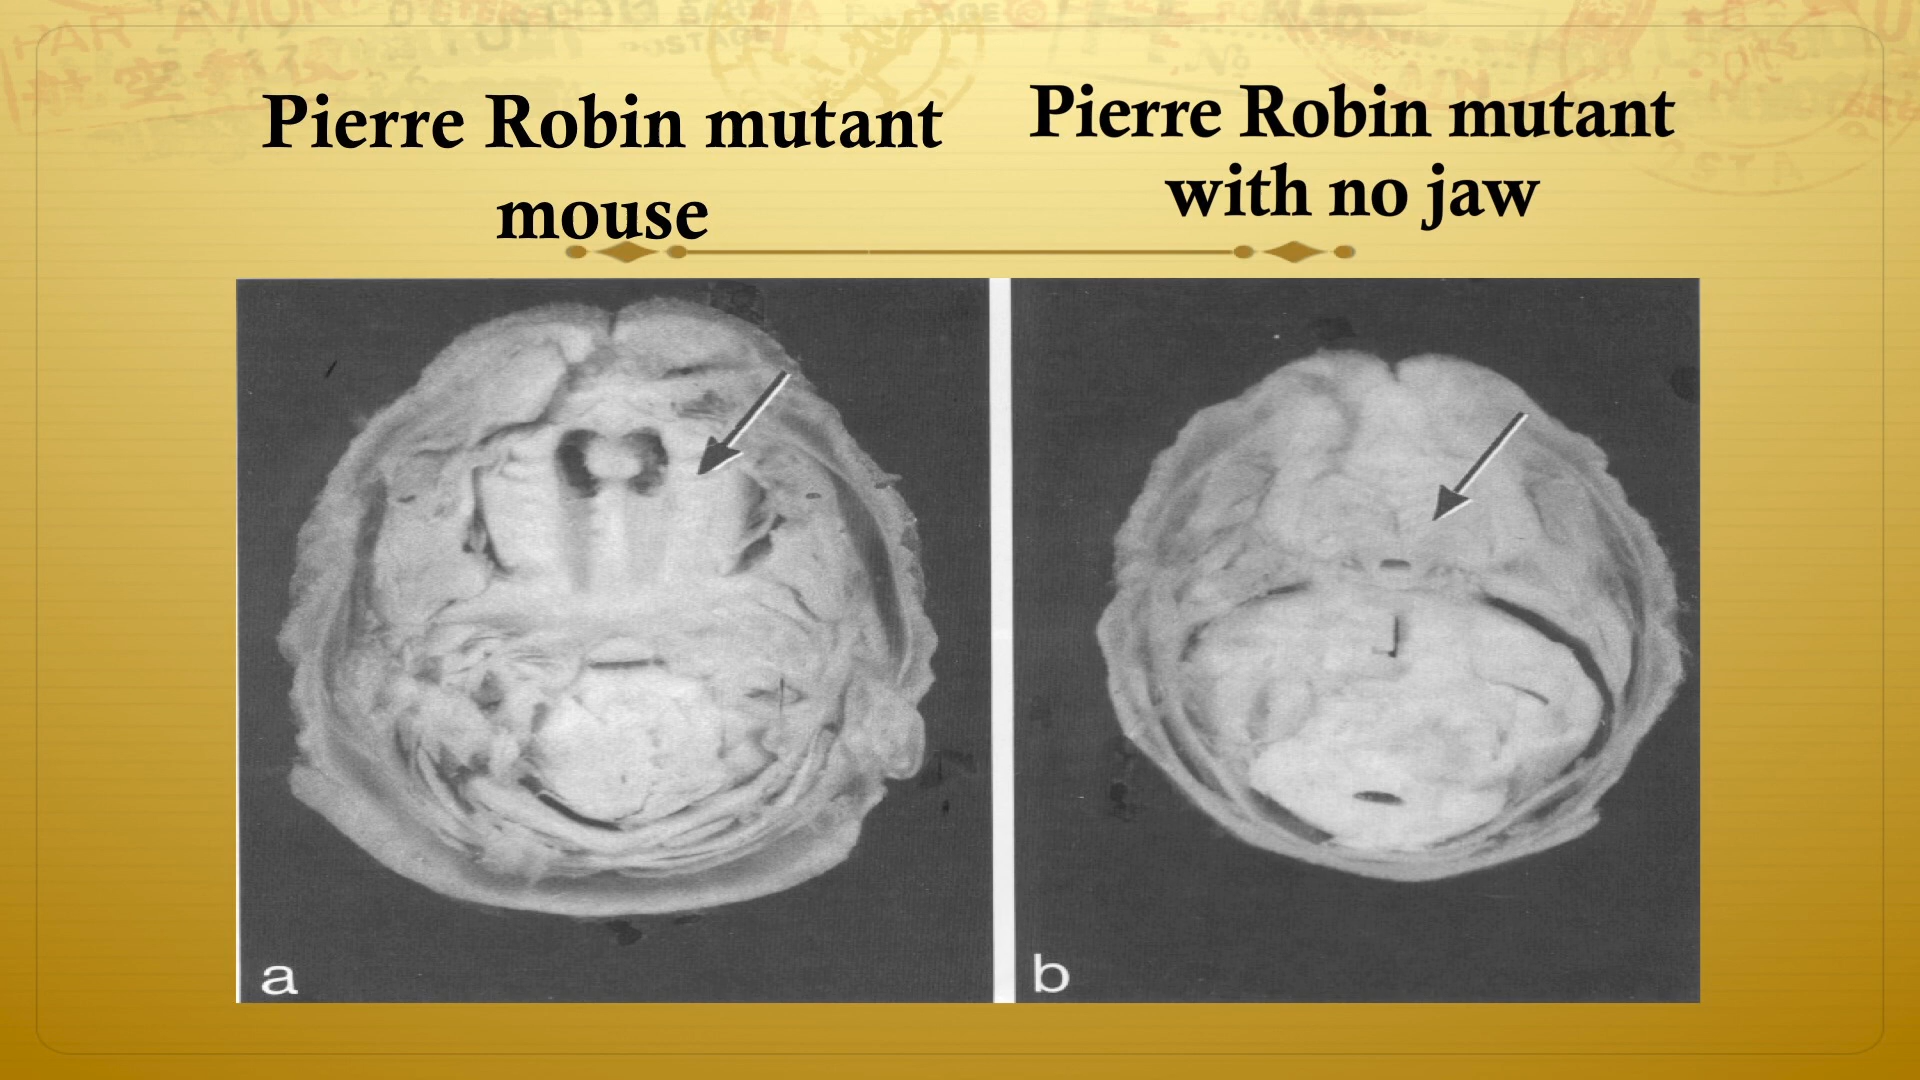 Pierre Robin mutant
mouse
Pierre Robin mutant
with no jaw
a
b